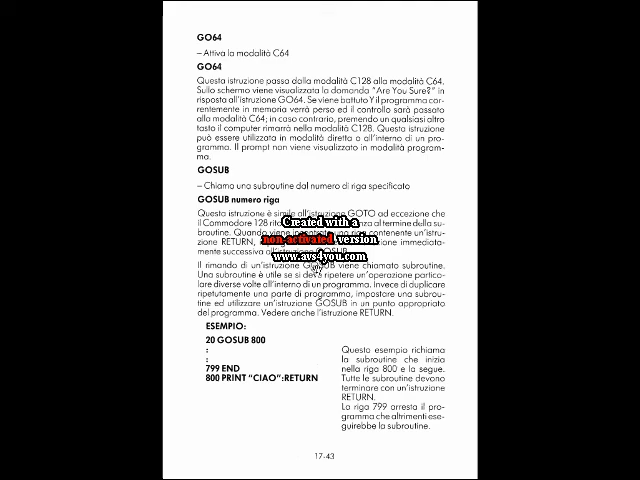 GO64
– Attiva la modalità C64
GO64
Questa istruzione passa dalla modalità C128 alla modalità C64.
Sullo schermo viene visualizzata la domanda "Are You Sure?" in
risposta all'istruzione GO64. Se viene battuto Y il programma cor-
rentemente in memoria verrà perso ed il controllo sarà passato
alla modalità C64; in caso contrario, premendo un qualsiasi altro
tasto il computer rimarrà nella modalità C128. Questa istruzione
può essere utilizzata in modalità diretta o all'interno di un pro-
gramma. Il prompt non viene visualizzato in modalità program-
ma.
GOSUB
– Chiama una subroutine dal numero di riga specificato
GOSUB numero riga
Questa istruzione è simile all'istruzione GOTO ad eccezione che
il Commodore 128 al termine della su-
broutine. Quando viene una riga contenente un'istru-
zione RETURN, immediata-
mente successiva all'istruzione GOSUB.
Created with a
non-activated version
www.avs4you.com
Il rimando di un'istruzione GOSUB viene chiamato subroutine.
Una subroutine è utile se si deve ripetere un'operazione partico-
lare diverse volte all'interno di un programma. Invece di duplicare
ripetutamente una parte di programma, impostare una subrou-
tine ed utilizzare un'istruzione GOSUB in un punto appropriato
del programma. Vedere anche l'istruzione RETURN.
ESEMPIO:
20 GOSUB 800
:
:
799 END
800 PRINT "CIAO":RETURN
Questo esempio richiama
la subroutine che inizia
nella riga 800 e la segue.
Tutte le subroutine devono
terminare con un'istruzione
RETURN.
La riga 799 arresta il pro-
gramma che altrimenti ese-
guirebbe la subroutine.
17-43